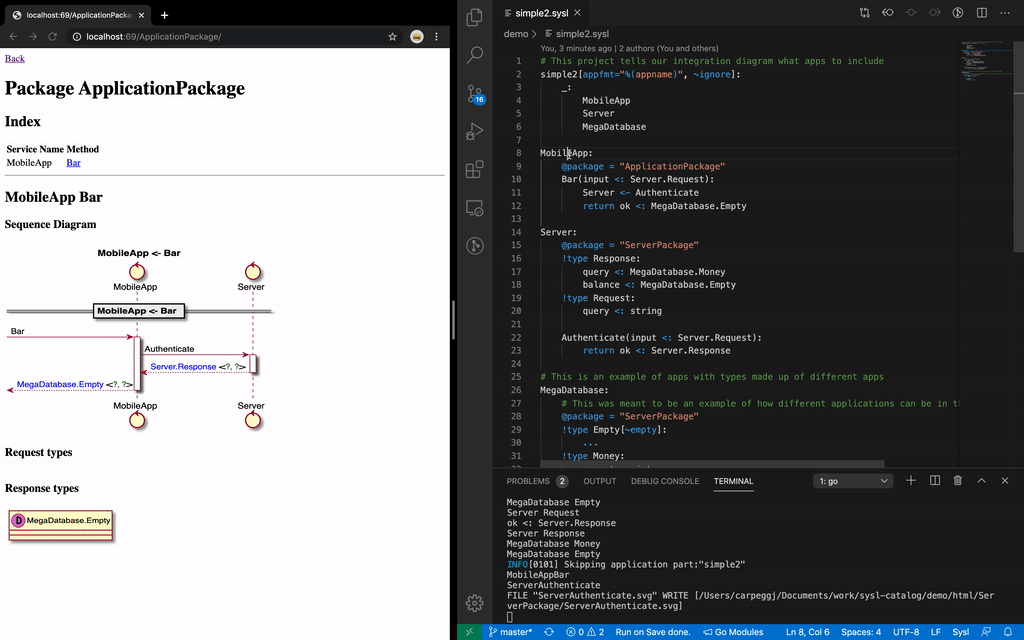 localhost:69/ApplicationPacka
localhost:69/ApplicationPackage/
Back
Package ApplicationPackage
Index
Service Name Method
MobileApp Bar
MobileApp Bar
Sequence Diagram
MobileApp <- Bar
MobileApp
Server
MobileApp <- Bar
Bar
Authenticate
Server.Response <?, ?>
MegaDatabase.Empty <?, ?>
MobileApp
Server
Request types
Response types
D MegaDatabase.Empty
16
simple2.sysl
demo > simple2.sysl
You, 3 minutes ago | 2 authors (You and others)
1 # This project tells our integration diagram what apps to include
2 simple2[appfmt="%(appname)", ~ignore]:
3 _:
4 MobileApp
5 Server
6 MegaDatabase
7
8 MobileApp:
9 @package = "ApplicationPackage"
10 Bar(input <: Server.Request):
11 Server <- Authenticate
12 return ok <: MegaDatabase.Empty
13
14 Server:
15 @package = "ServerPackage"
16 !type Response:
17 query <: MegaDatabase.Money
18 balance <: MegaDatabase.Empty
19 !type Request:
20 query <: string
21
22 Authenticate(input <: Server.Request):
23 return ok <: Server.Response
24
25 # This is an example of apps with types made up of different apps
26 MegaDatabase:
27 # This was meant to be an example of how different applications can be in t
28 @package = "ServerPackage"
29 !type Empty[~empty]:
30 ...
31 !type Money:
PROBLEMS 2 OUTPUT DEBUG CONSOLE TERMINAL 1: go
MegaDatabase Empty
Server Request
ok <: Server.Response
Server Response
MegaDatabase Money
MegaDatabase Empty
INFO[0101] Skipping application part:"simple2"
MobileAppBar
ServerAuthenticate
FILE "ServerAuthenticate.svg" WRITE [/Users/carpeggj/Documents/work/sysl-catalog/demo/html/Ser
verPackage/ServerAuthenticate.svg]
master* 0 2 Run on Save done. Go Modules Ln 8, Col 6 Spaces: 4 UTF-8 LF Sysl